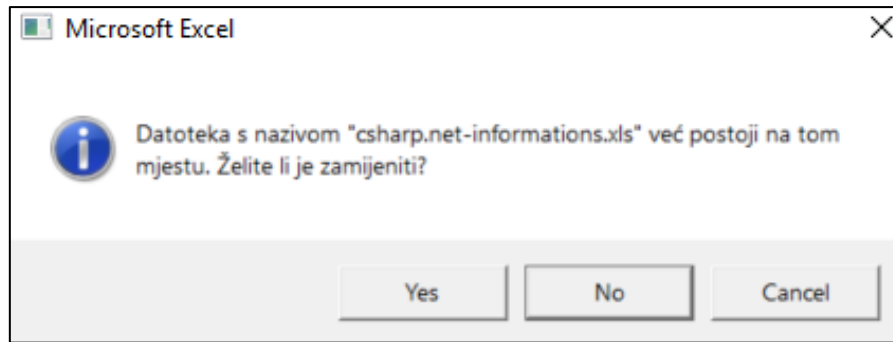 Microsoft Excel
Datoteka s nazivom "csharp.net-informations.xls" već postoji na tom
mjestu. Želite li je zamijeniti?
Yes
No
Cancel